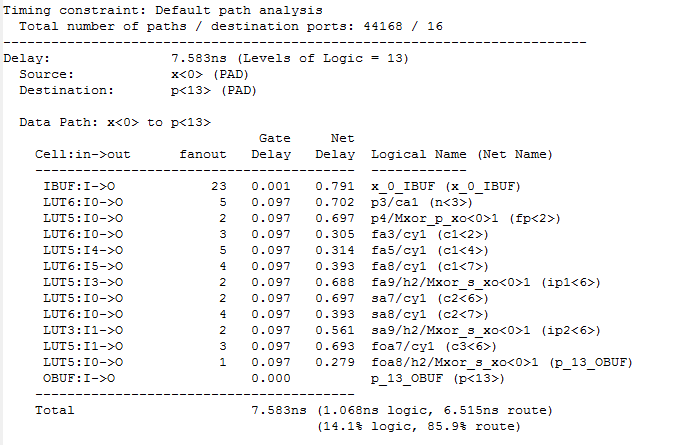 Timing constraint: Default path analysis
Total number of paths / destination ports: 44168 / 16
-------------------------------------------------------------------------
Delay: 7.583ns (Levels of Logic = 13)
Source: x<0> (PAD)
Destination: p<13> (PAD)
Data Path: x<0> to p<13>
Gate Net
Cell:in->out fanout Delay Delay Logical Name (Net Name)
---------------------------------------- ------------
IBUF:I->O 23 0.001 0.791 x_0_IBUF (x_0_IBUF)
LUT6:I0->O 5 0.097 0.702 p3/ca1 (n<3>)
LUT5:I0->O 2 0.097 0.697 p4/Mxor_p_xo<0>1 (fp<2>)
LUT6:I0->O 3 0.097 0.305 fa3/cy1 (c1<2>)
LUT5:I4->O 5 0.097 0.314 fa5/cy1 (c1<4>)
LUT6:I5->O 4 0.097 0.393 fa8/cy1 (c1<7>)
LUT5:I3->O 2 0.097 0.688 fa9/h2/Mxor_s_xo<0>1 (ip1<6>)
LUT5:I0->O 2 0.097 0.697 sa7/cy1 (c2<6>)
LUT6:I0->O 4 0.097 0.393 sa8/cy1 (c2<7>)
LUT3:I1->O 2 0.097 0.561 sa9/h2/Mxor_s_xo<0>1 (ip2<6>)
LUT5:I1->O 3 0.097 0.693 foa7/cy1 (c3<6>)
LUT5:I0->O 1 0.097 0.279 foa8/h2/Mxor_s_xo<0>1 (p_13_OBUF)
OBUF:I->O 0.000 p_13_OBUF (p<13>)
----------------------------------------
Total 7.583ns (1.068ns logic, 6.515ns route)
(14.1% logic, 85.9% route)